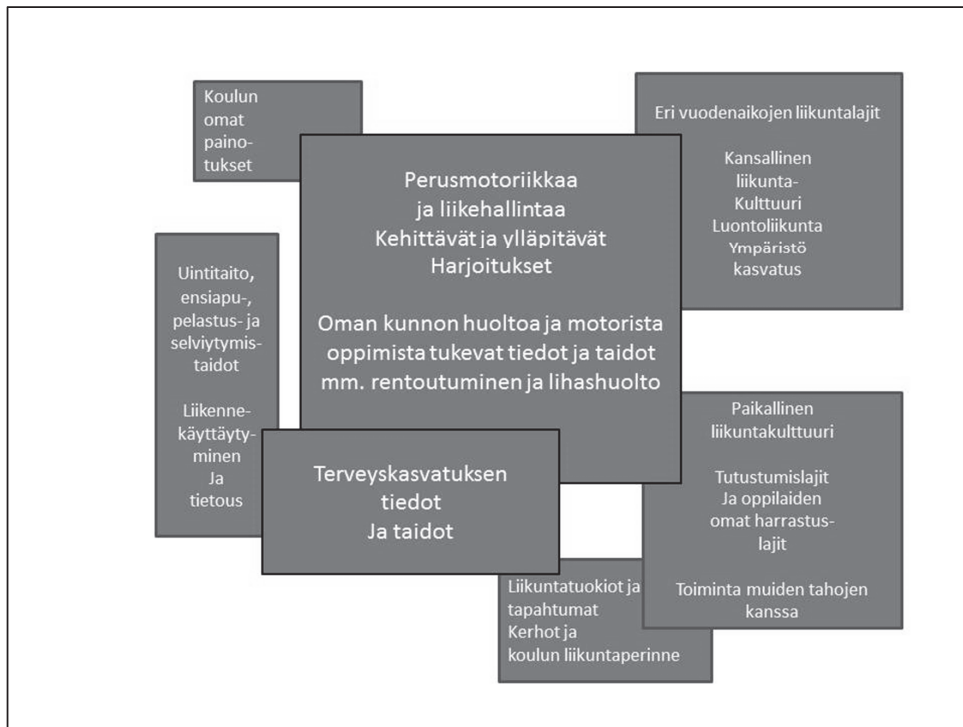 Koulun
omat
paino-
tukset
Eri vuodenaikojen liikuntalajit
Kansallinen
liikunta-
Kulttuuri
Luontoliikunta
Ympäristö
kasvatus
Perusmotoriikkaa
ja liikehallintaa
Kehittävät ja ylläpitävät
Harjoitukset
Oman kunnon huoltoa ja motorista
oppimista tukevat tiedot ja taidot
mm. rentoutuminen ja lihashuolto
Uintitaito,
ensiapu-,
pelastus- ja
selviytymis-
taidot
Liikenne-
käyttäyty-
minen
Ja
tietous
Terveyskasvatuksen
tiedot
Ja taidot
Paikallinen
liikuntakulttuuri
Tutustumislajit
Ja oppilaiden
omat harrastus-
lajit
Toiminta muiden tahojen
kanssa
Liikuntatuokiot ja
tapahtumat
Kerhot ja
koulun liikuntaperinne